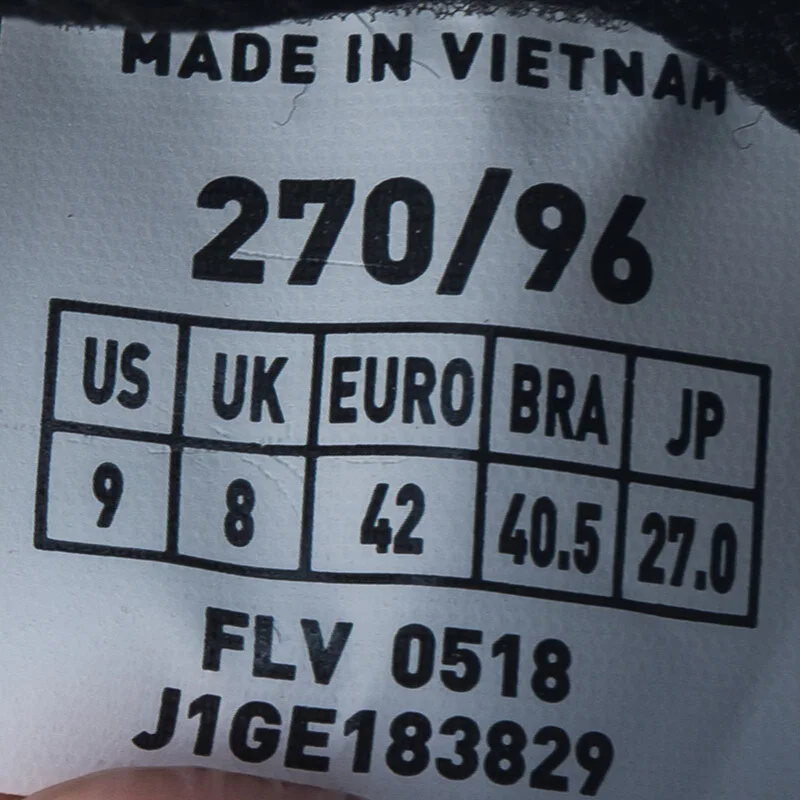 MADE IN VIETNAM
270/96
US UK EURO BRA JP
9 8 42 40.5 27.0
FLV 0518
J1GE183829